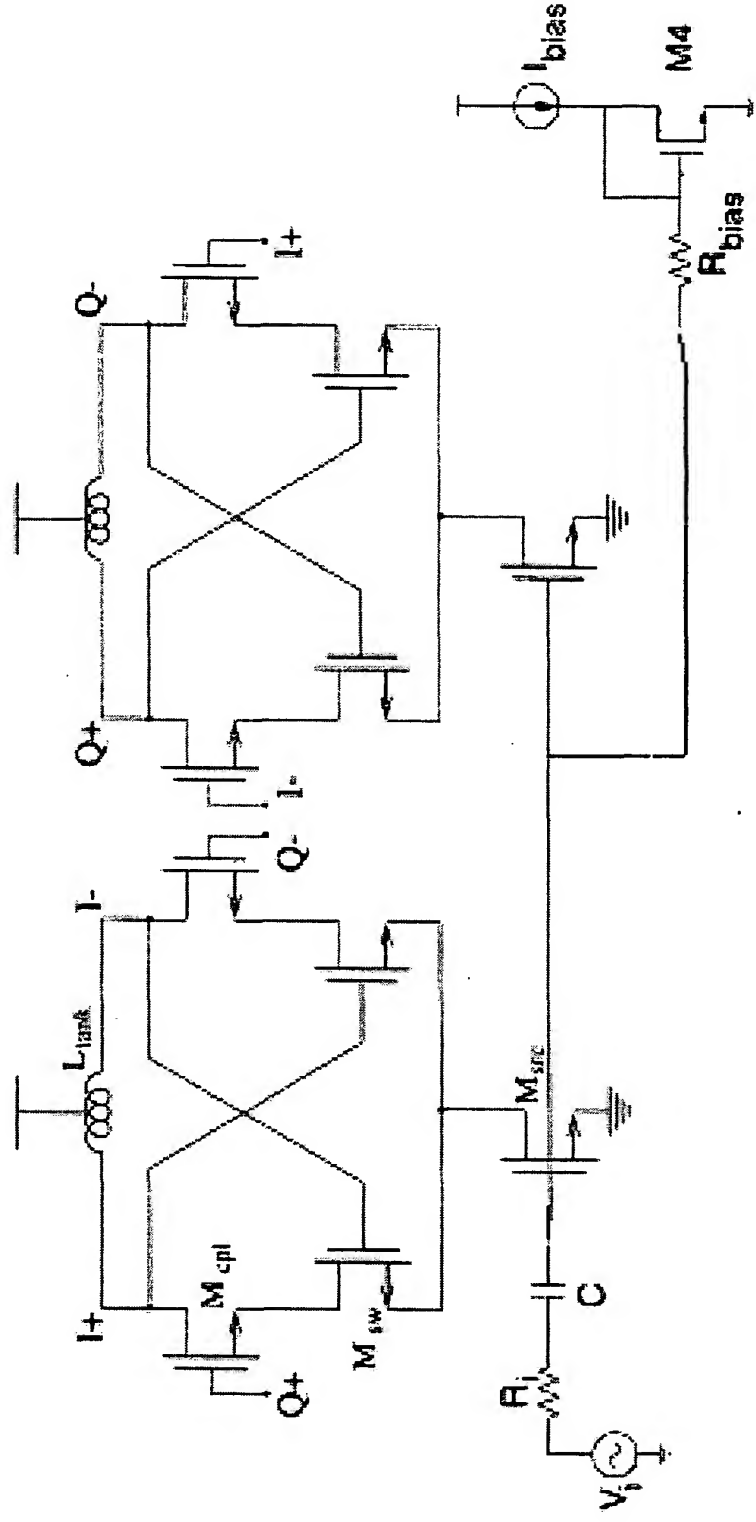 I+
L_tank
I-
Q+
Q-
Q+
M_cpl
Q-
I-
I+
M_sw
M_src
V_i
R_i
C
R_bias
I_bias
M4